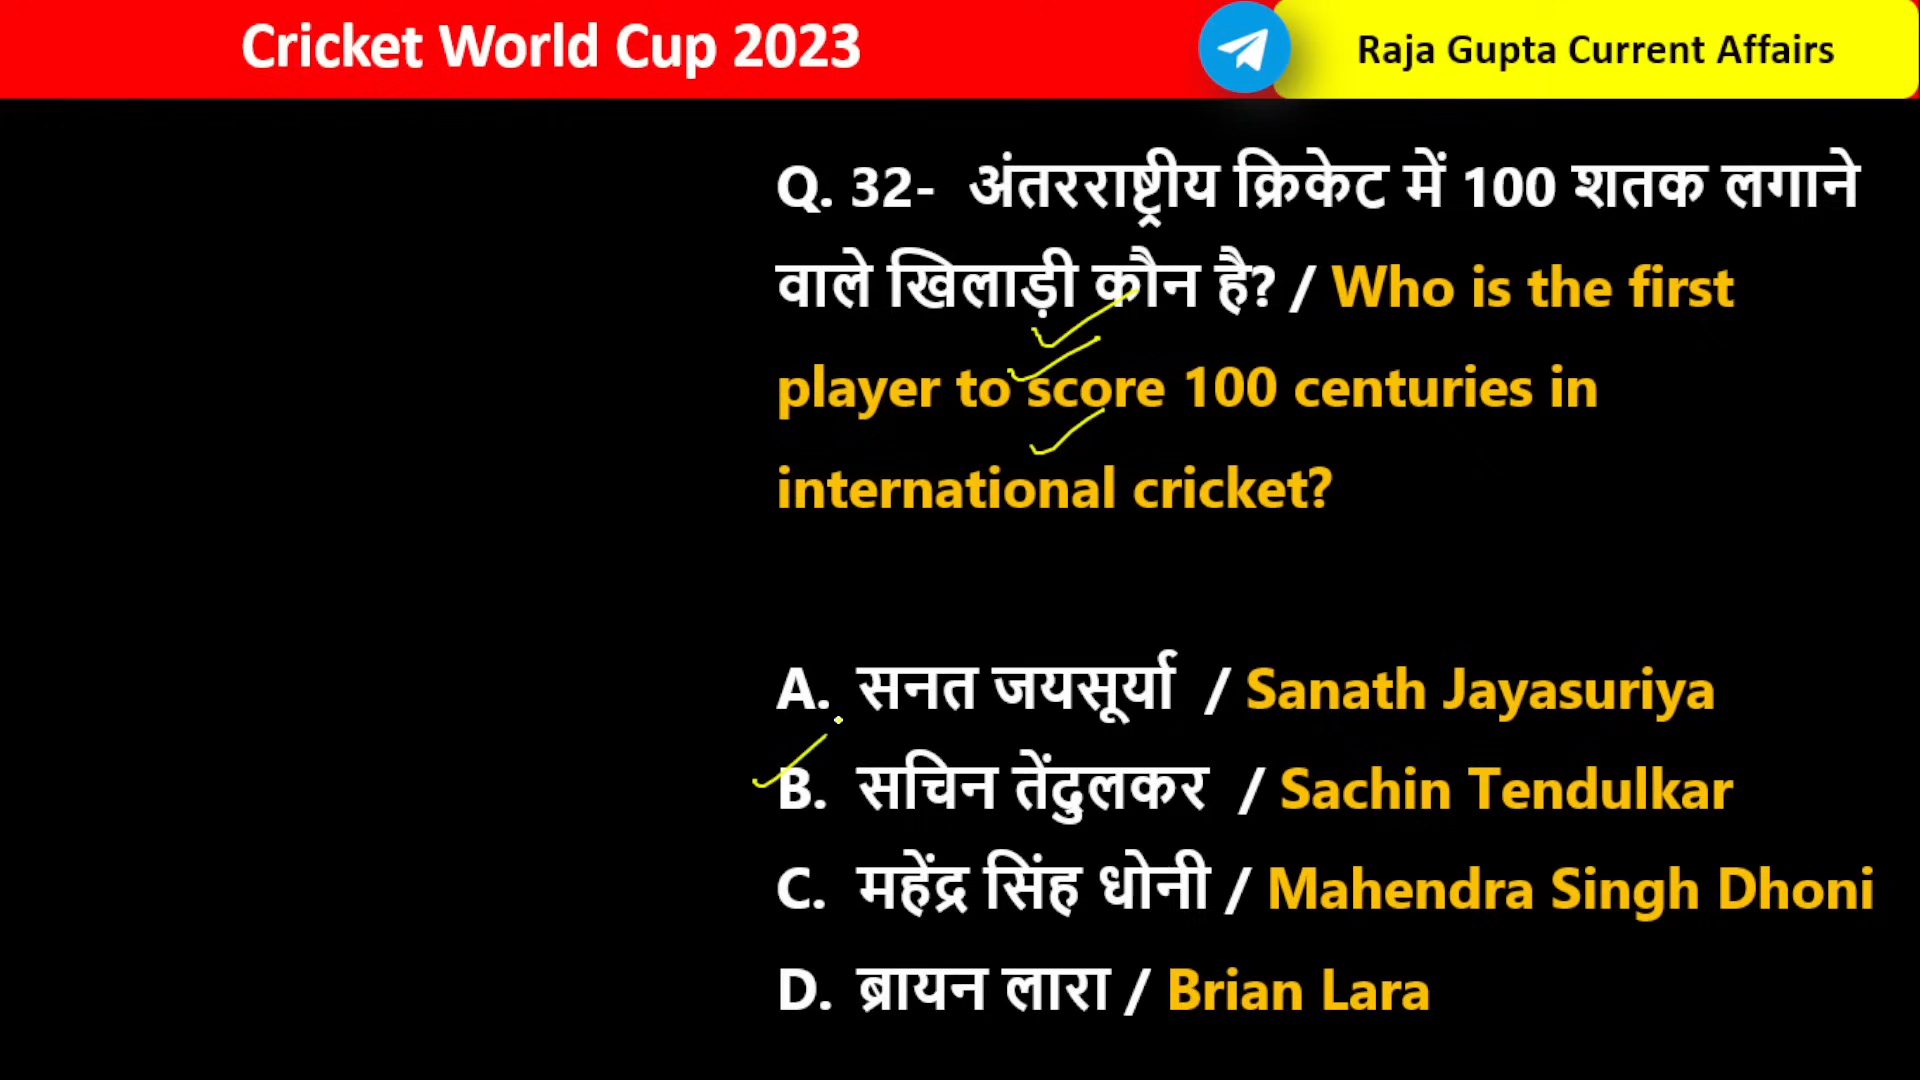 Cricket World Cup 2023
Raja Gupta Current Affairs
Q. 32- अंतरराष्ट्रीय क्रिकेट में 100 शतक लगाने
वाले खिलाड़ी कौन है? / Who is the first
player to score 100 centuries in
international cricket?
A. सनत जयसूर्या / Sanath Jayasuriya
B. सचिन तेंदुलकर / Sachin Tendulkar
C. महेंद्र सिंह धोनी / Mahendra Singh Dhoni
D. ब्रायन लारा / Brian Lara